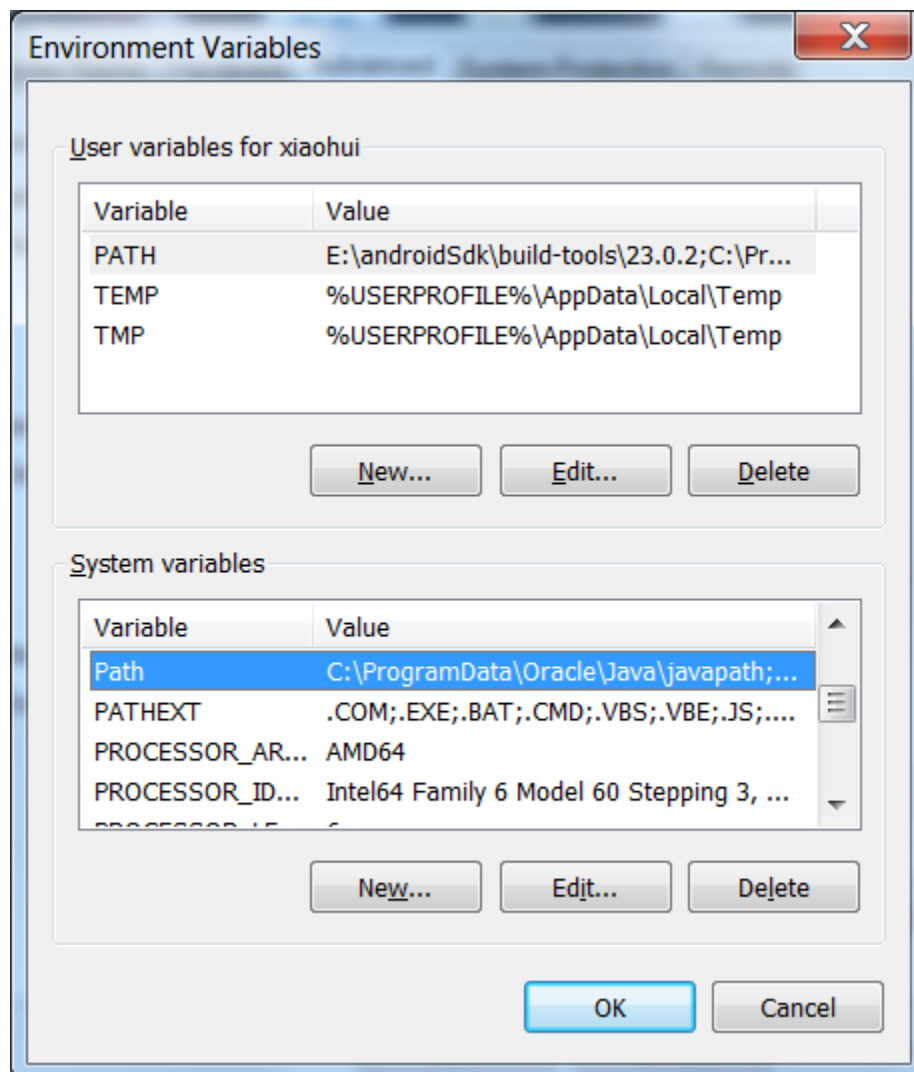 Environment Variables
User variables for xiaohui
Variable Value
PATH E:\androidSdk\build-tools\23.0.2;C:\Pr...
TEMP %USERPROFILE%\AppData\Local\Temp
TMP %USERPROFILE%\AppData\Local\Temp
New... Edit... Delete
System variables
Variable Value
Path C:\ProgramData\Oracle\Java\javapath;...
PATHEXT .COM;.EXE;.BAT;.CMD;.VBS;.VBE;.JS;....
PROCESSOR_AR... AMD64
PROCESSOR_ID... Intel64 Family 6 Model 60 Stepping 3, ...
New... Edit... Delete
OK Cancel